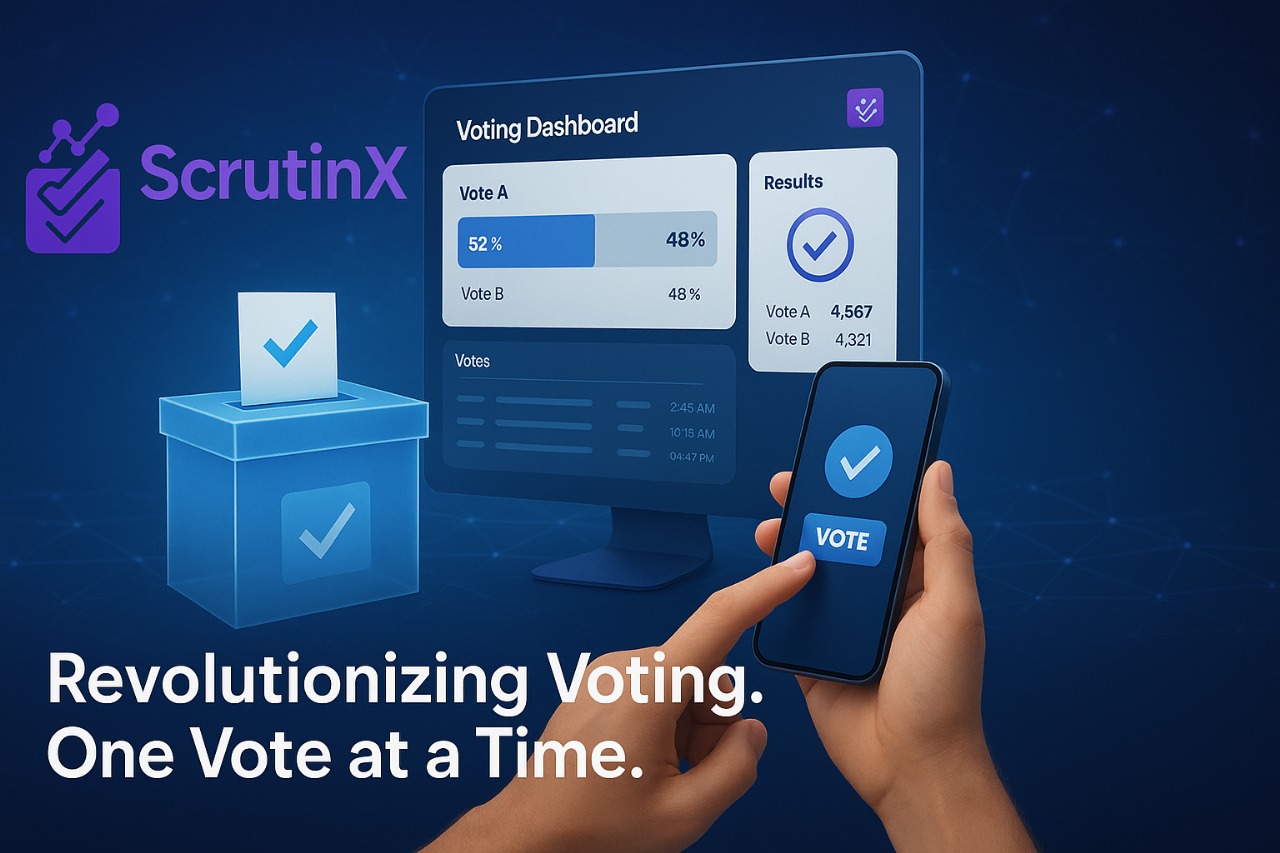 ScrutinX
Voting Dashboard
Vote A
52 % 48%
Vote B 48%
Results
Vote A 4,567
Vote B 4,321
Votes
2:45 AM
10:15 AM
04:47 PM
VOTE
Revolutionizing Voting.
One Vote at a Time.